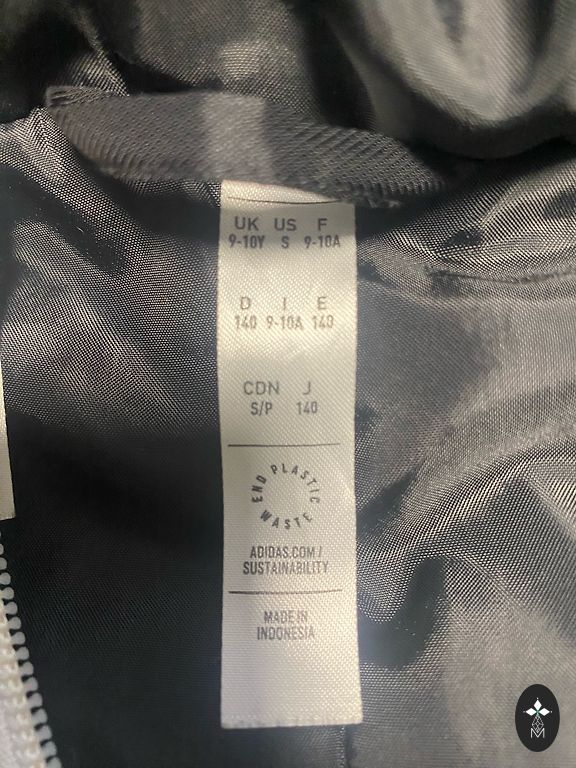 UK US F
9-10Y S 9-10A
D I E
140 9-10A 140
CDN J
S/P 140
END PLASTIC WASTE
ADIDAS.COM/
SUSTAINABILITY
MADE IN
INDONESIA
M